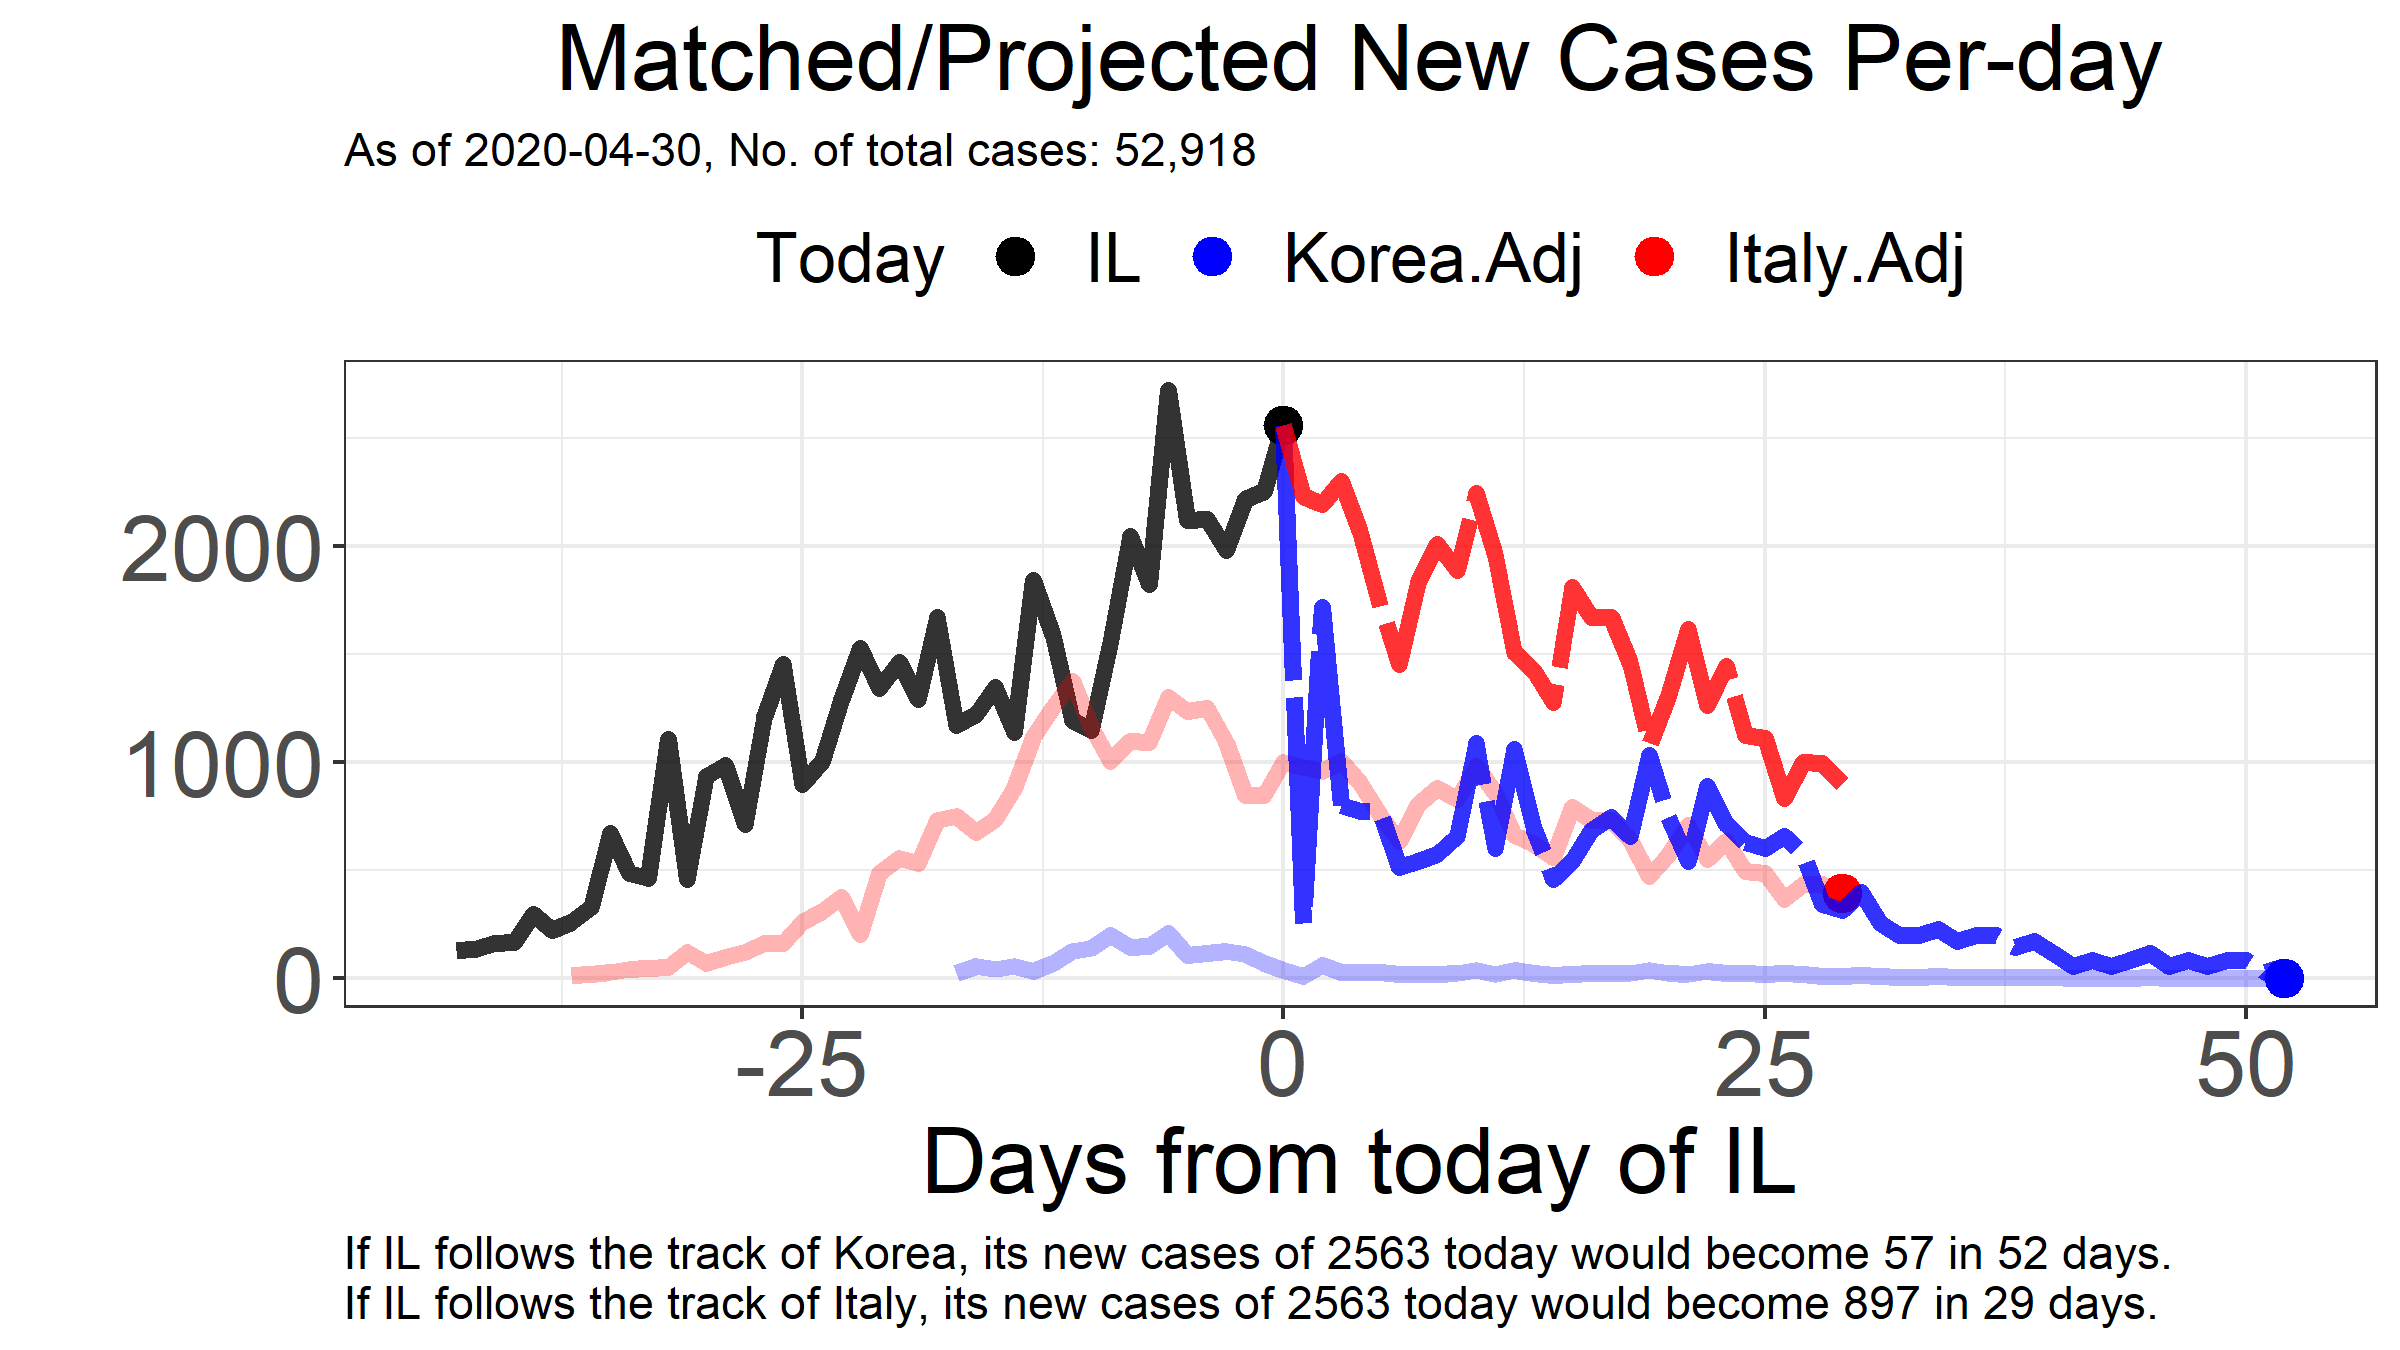 Matched/Projected New Cases Per-day
As of 2020-04-30, No. of total cases: 52,918
Today IL Korea.Adj Italy.Adj
2000
1000
0
-25 0 25 50
Days from today of IL
If IL follows the track of Korea, its new cases of 2563 today would become 57 in 52 days.
If IL follows the track of Italy, its new cases of 2563 today would become 897 in 29 days.